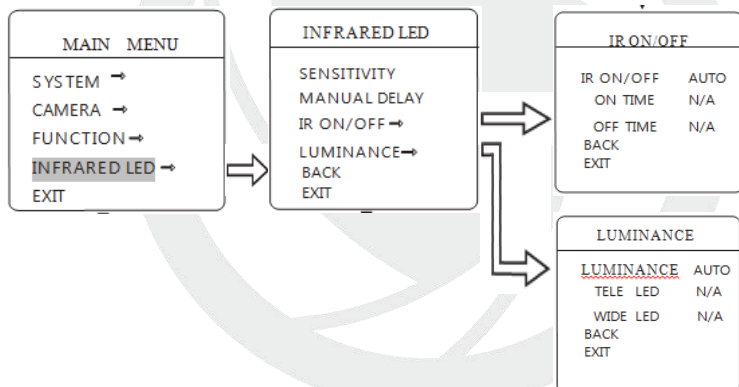 MAIN MENU
SYSTEM →
CAMERA →
FUNCTION →
INFRARED LED →
EXIT
INFRARED LED
SENSITIVITY
MANUAL DELAY
IR ON/OFF →
LUMINANCE →
BACK
EXIT
IR ON/OFF
IR ON/OFF AUTO
ON TIME N/A
OFF TIME N/A
BACK
EXIT
LUMINANCE
LUMINANCE AUTO
TELE LED N/A
WIDE LED N/A
BACK
EXIT